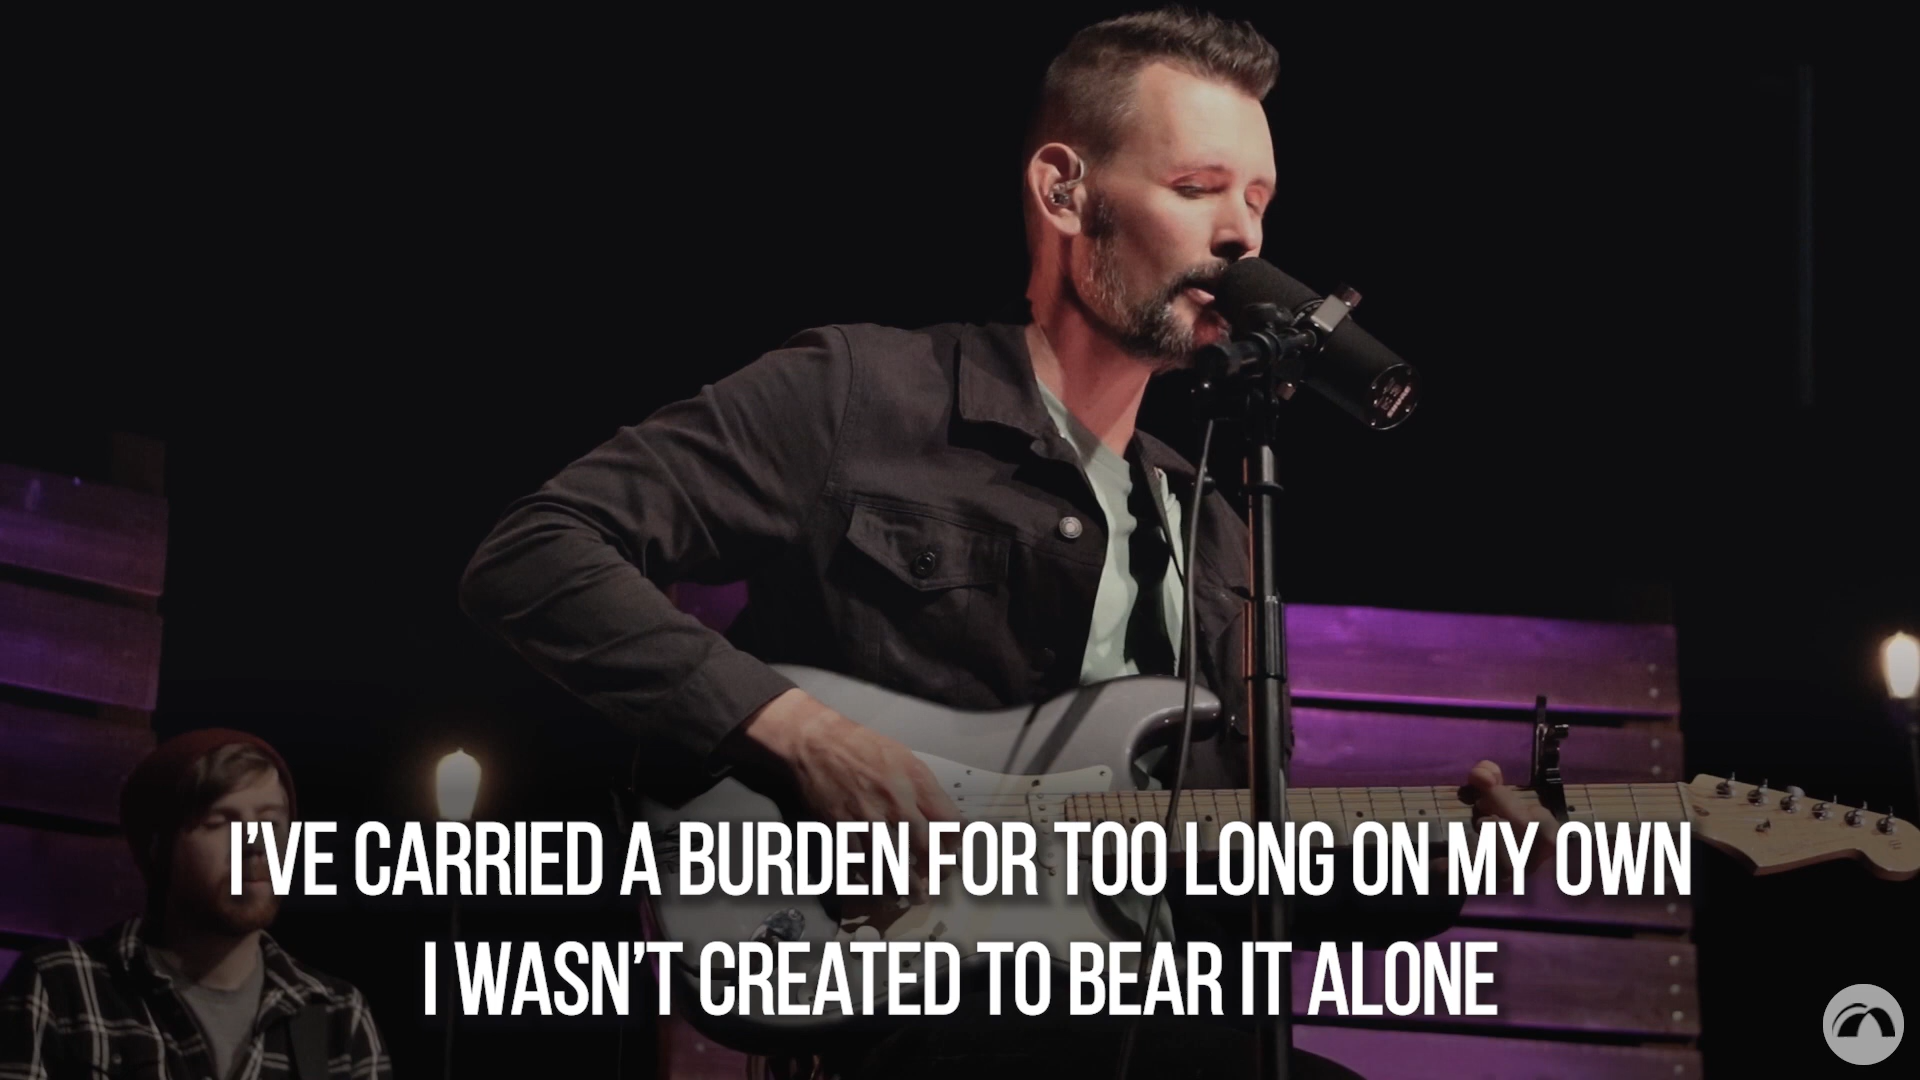 I'VE CARRIED A BURDEN FOR TOO LONG ON MY OWN
I WASN'T CREATED TO BEAR IT ALONE